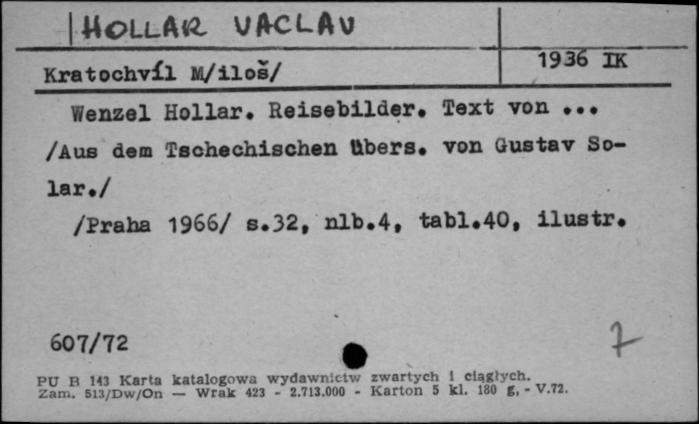 HOLLAR VACLAV
1936 IK
Kratochvíl M/iloš/
Wenzel Hollar. Reisebilder. Text von ...
/Aus dem Tschechischen übers. von Gustav So-
lar./
/Praha 1966/ s.32, nlb.4, tabl.40, ilustr.
607/72
7
PU B 143 Karta katalogowa wydawnictw zwartych i ciągłych.
Zam. 513/Dw/On — Wrak 423 - 2.713.000 - Karton 5 kl. 180 g, - V.72.